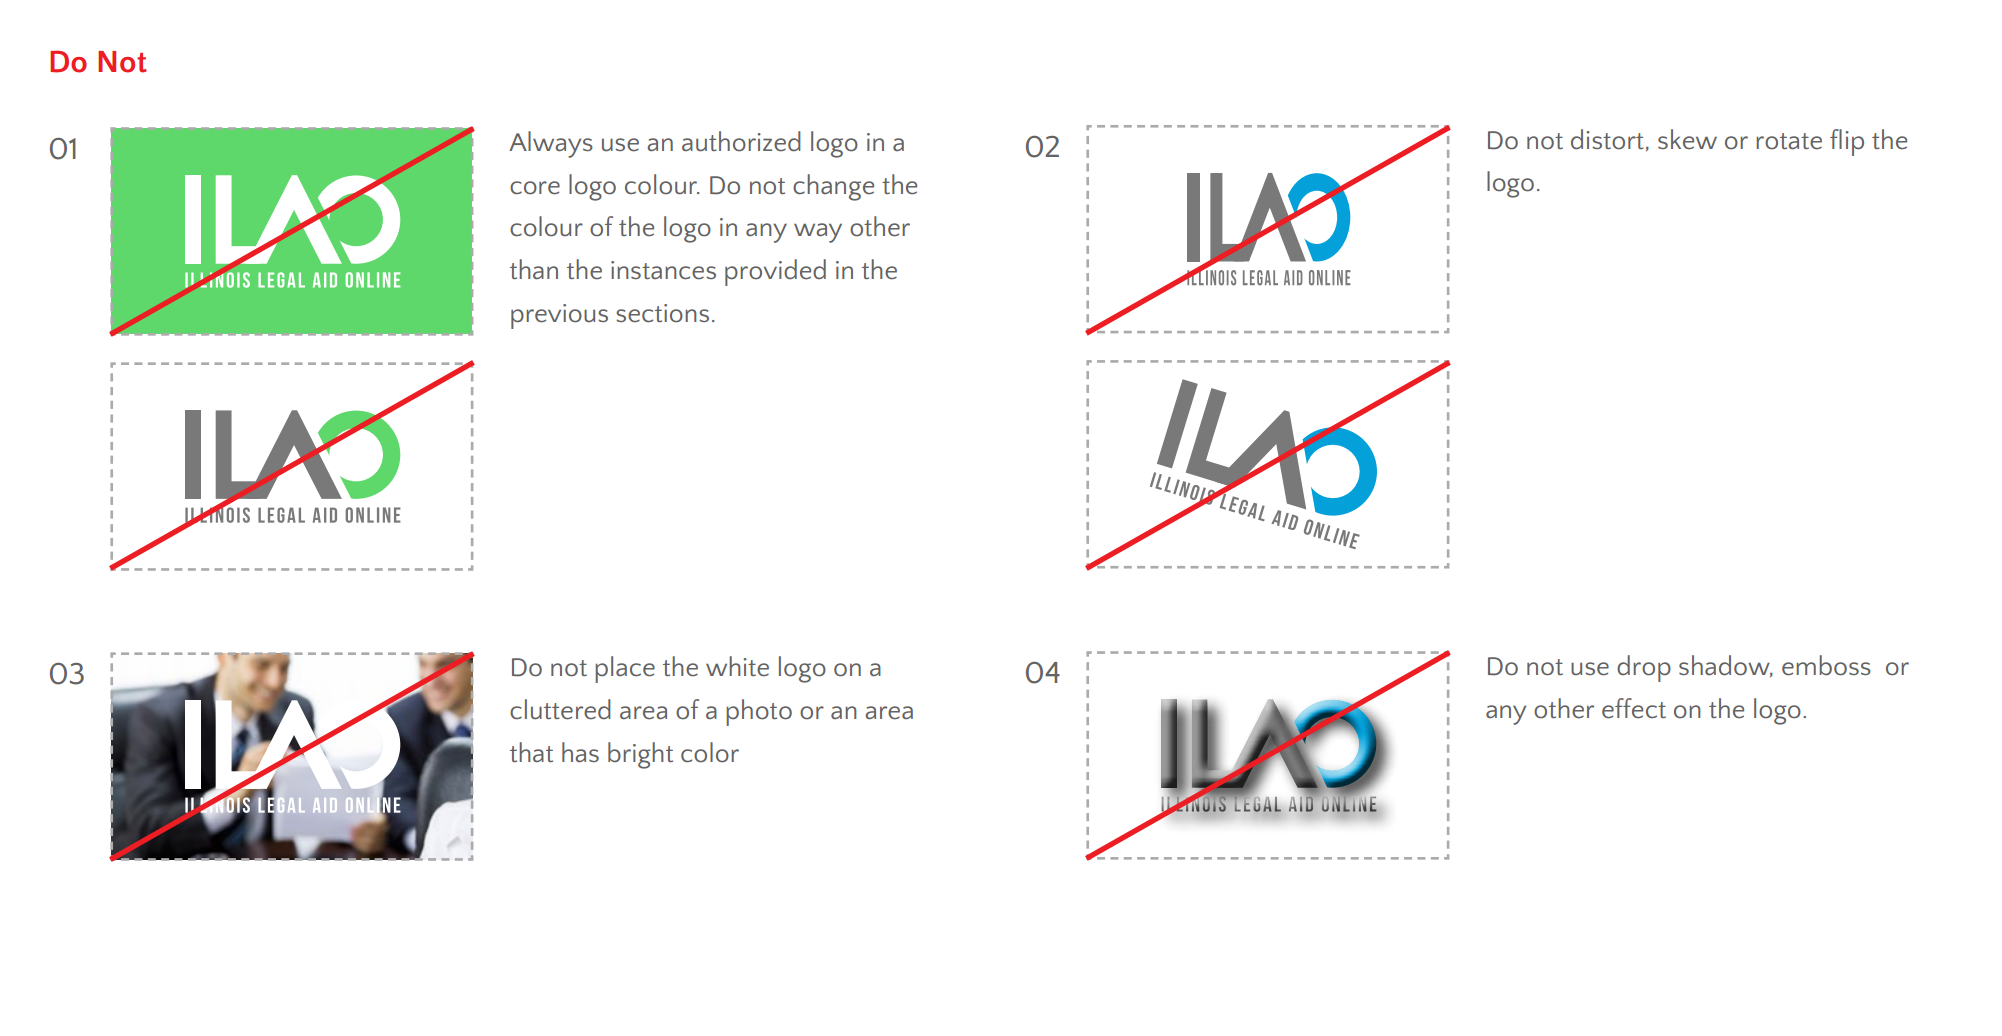 Do Not
01
ILAO
ILLINOIS LEGAL AID ONLINE
Always use an authorized logo in a
core logo colour. Do not change the
colour of the logo in any way other
than the instances provided in the
previous sections.
ILAO
ILLINOIS LEGAL AID ONLINE
02
ILAO
ILLINOIS LEGAL AID ONLINE
Do not distort, skew or rotate flip the
logo.
ILAO
ILLINOIS LEGAL AID ONLINE
03
ILAO
ILLINOIS LEGAL AID ONLINE
Do not place the white logo on a
cluttered area of a photo or an area
that has bright color
04
ILAO
ILLINOIS LEGAL AID ONLINE
Do not use drop shadow, emboss  or
any other effect on the logo.